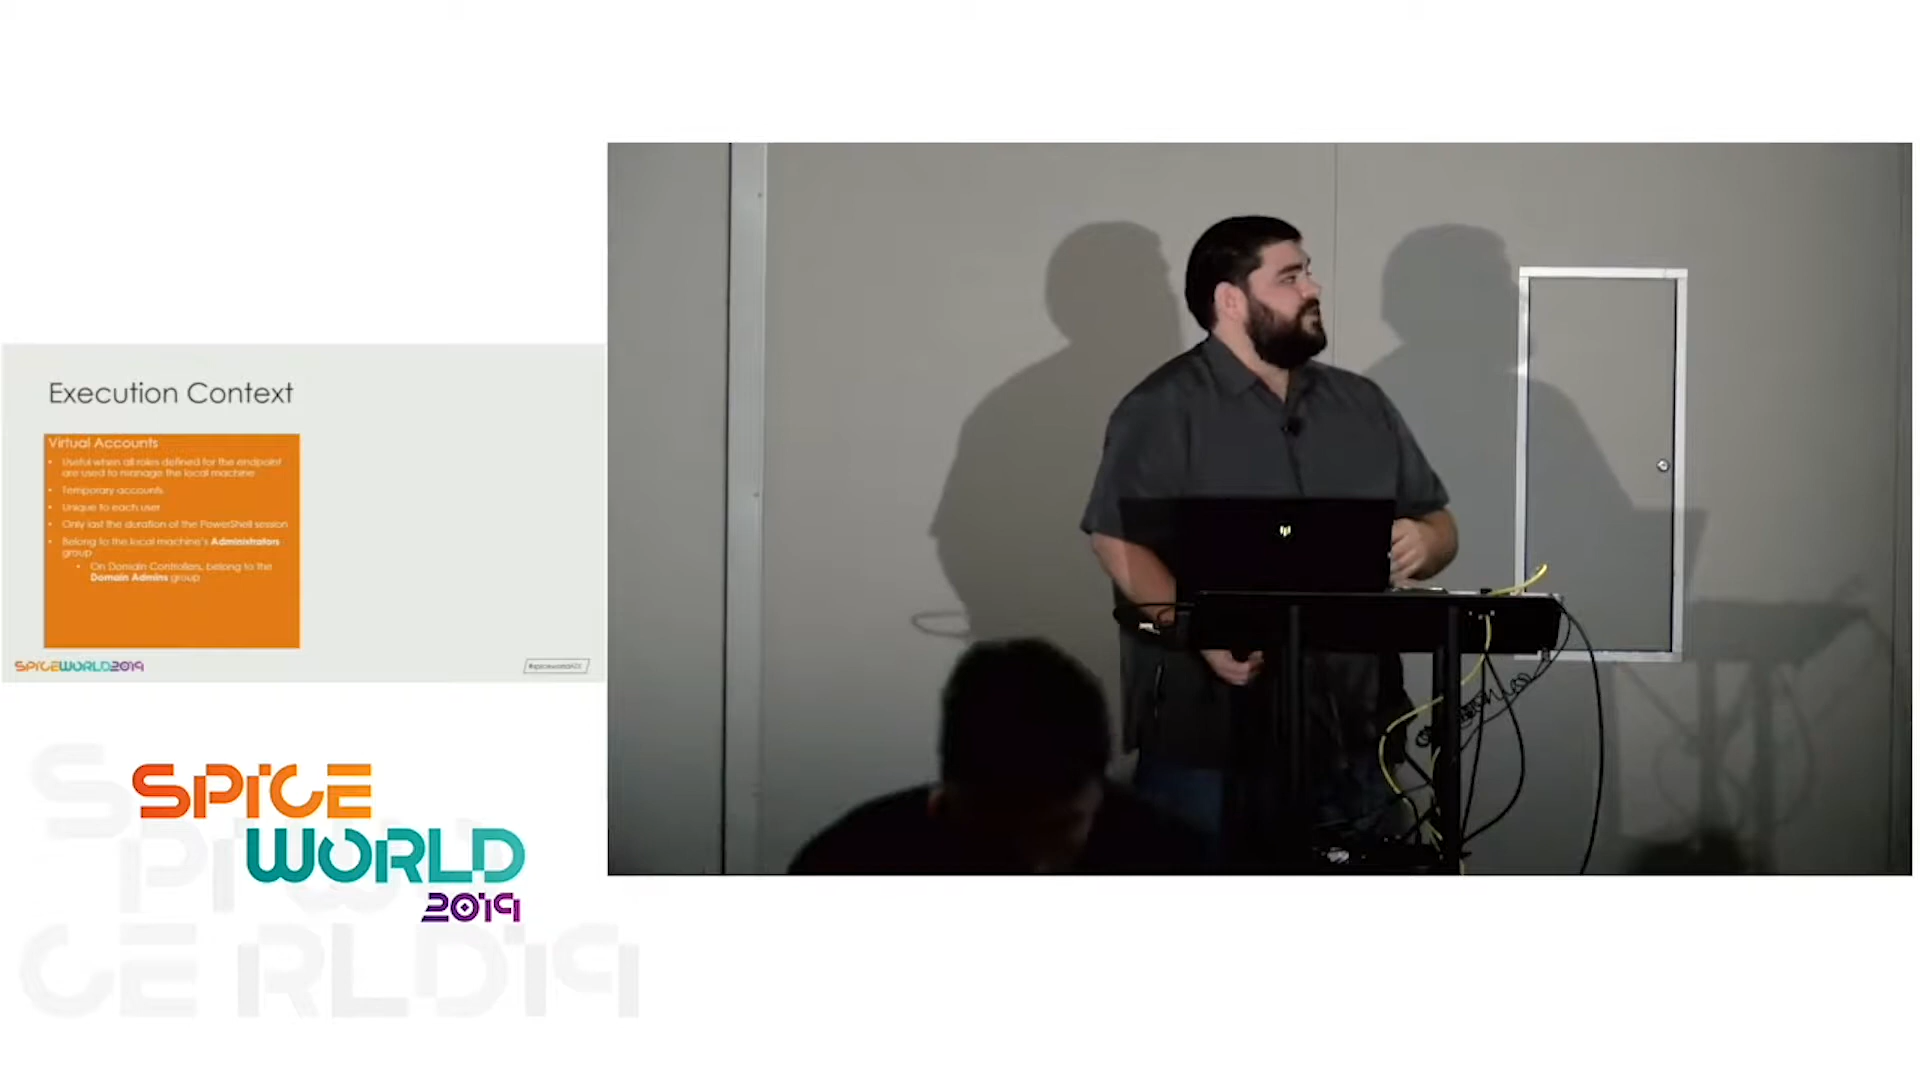 Execution Context
Virtual Accounts
• Useful when all roles defined for the endpoint
are used to manage the local machine
• Temporary accounts
• Unique to each user
• Only last the duration of the PowerShell session
• Belong to the local machine's Administrators
group
• On Domain Controllers, belong to the
Domain Admins group
SPICEWORLD2019
SPICE
WORLD
2019